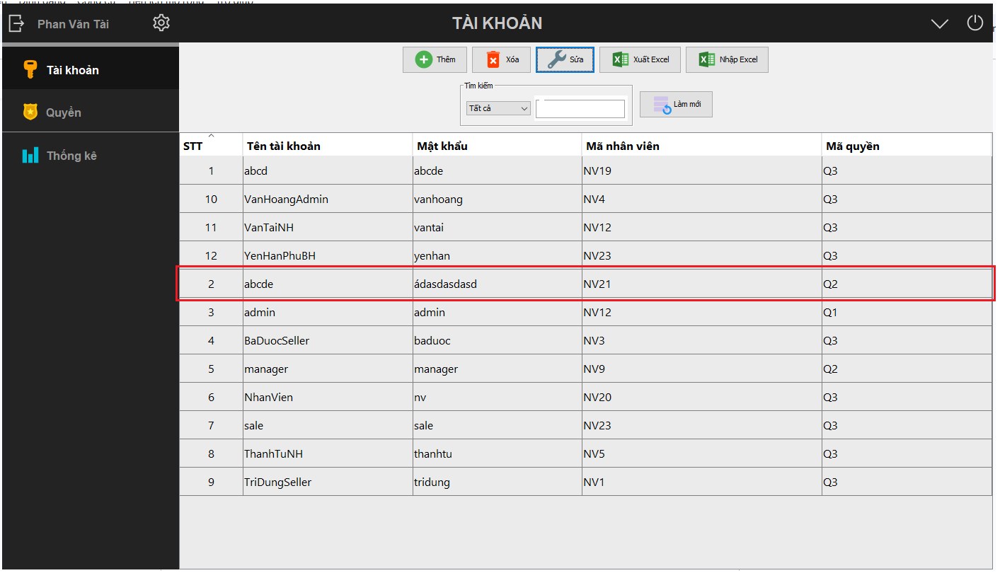 Phan Văn Tài
TÀI KHOẢN
Tài khoản
Quyền
Thống kê
Thêm
Xóa
Sửa
Xuất Excel
Nhập Excel
Tìm kiếm
Tất cả
Làm mới
STT Tên tài khoản Mật khẩu Mã nhân viên Mã quyền
1 abcd abcde NV19 Q3
10 VanHoangAdmin vanhoang NV4 Q3
11 VanTaiNH vantai NV12 Q3
12 YenHanPhuBH yenhan NV23 Q3
2 abcde ádasdasdasd NV21 Q2
3 admin admin NV12 Q1
4 BaDuocSeller baduoc NV3 Q3
5 manager manager NV9 Q2
6 NhanVien nv NV20 Q3
7 sale sale NV23 Q3
8 ThanhTuNH thanhtu NV5 Q3
9 TriDungSeller tridung NV1 Q3